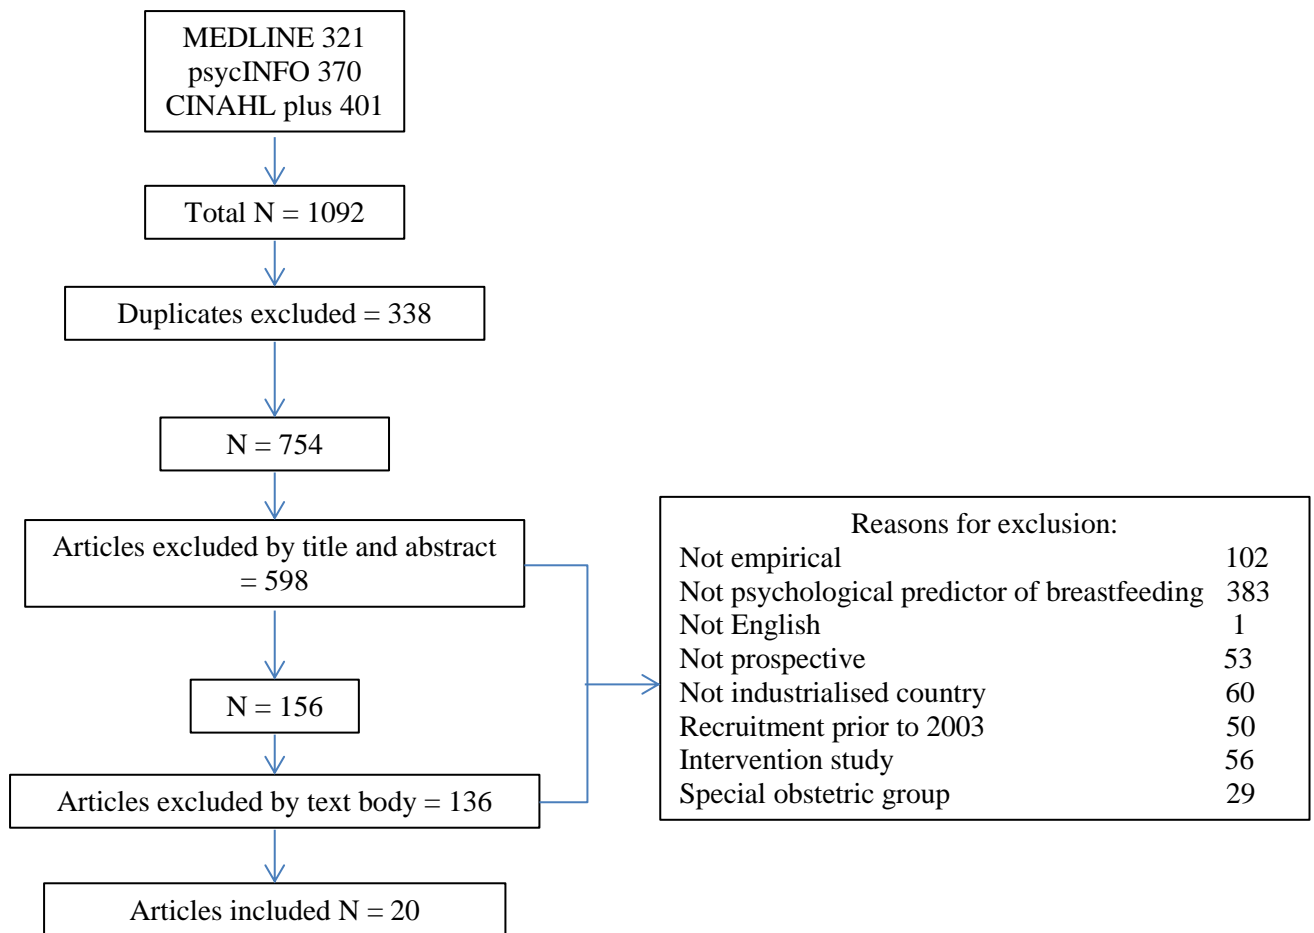 MEDLINE 321
psycINFO 370
CINAHL plus 401
Total N = 1092
Duplicates excluded = 338
N = 754
Articles excluded by title and abstract
= 598
N = 156
Articles excluded by text body = 136
Articles included N = 20
Reasons for exclusion:
Not empirical 102
Not psychological predictor of breastfeeding 383
Not English 1
Not prospective 53
Not industrialised country 60
Recruitment prior to 2003 50
Intervention study 56
Special obstetric group 29